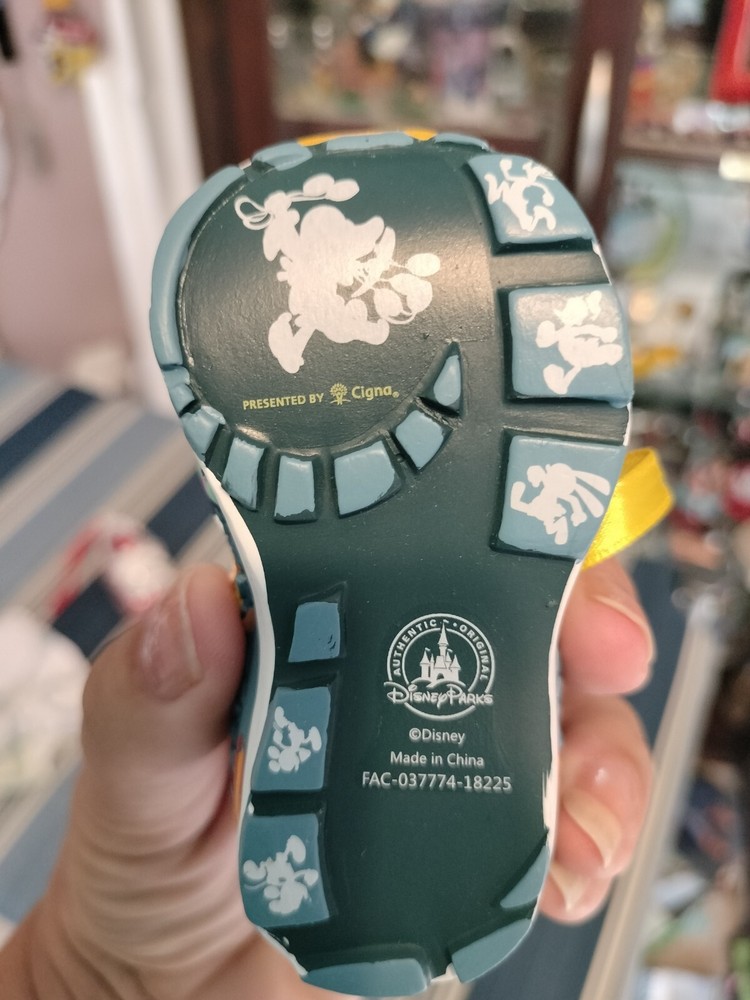 PRESENTED BY Cigna®
AUTHENTIC • ORIGINAL
Disney Parks
©Disney
Made in China
FAC-037774-18225